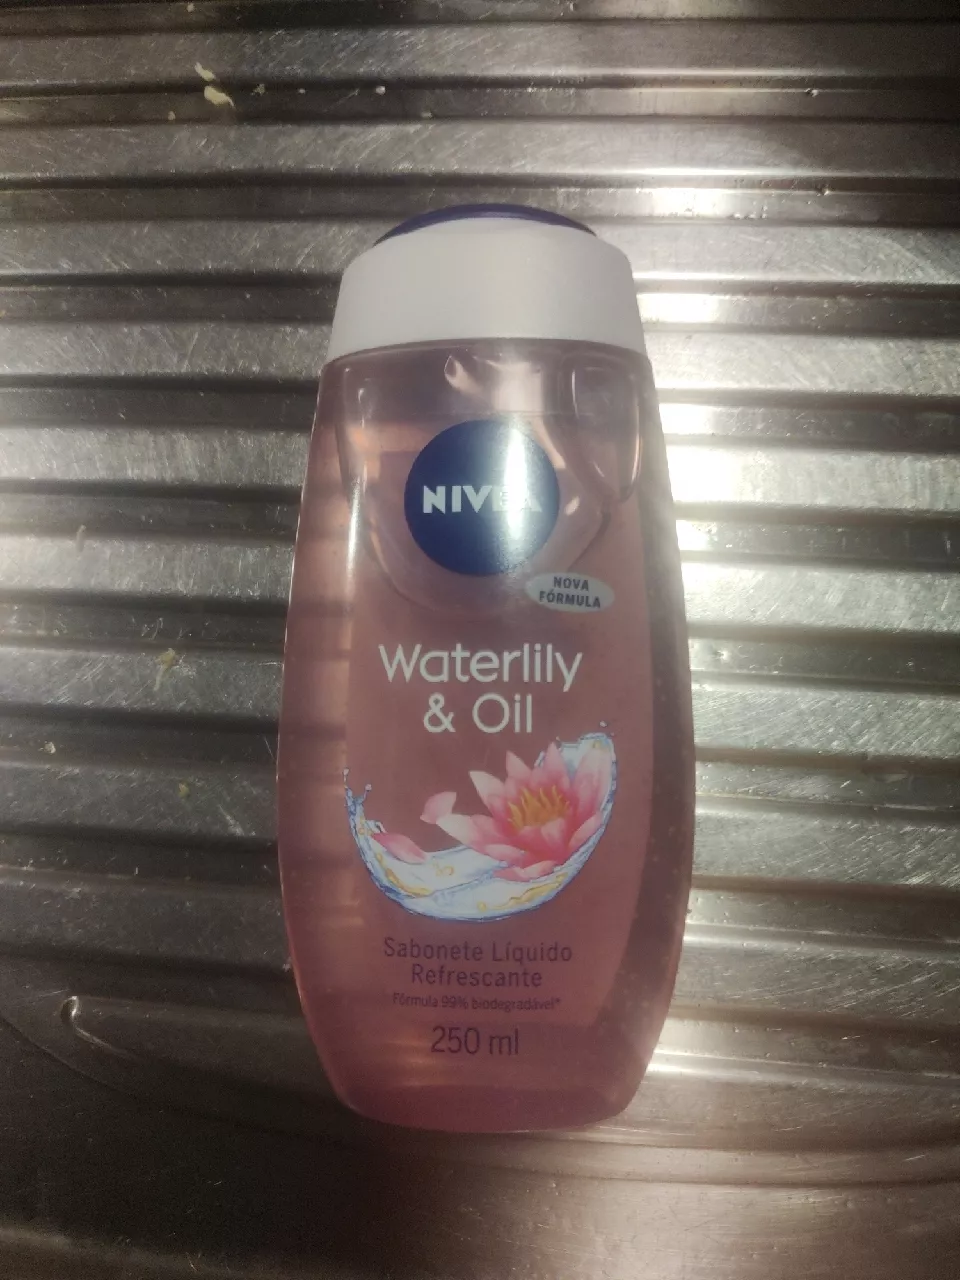 NIVEA
NOVA
FÓRMULA
Waterlily
& Oil
Sabonete Líquido
Refrescante
Fórmula 99% biodegradável*
250 ml